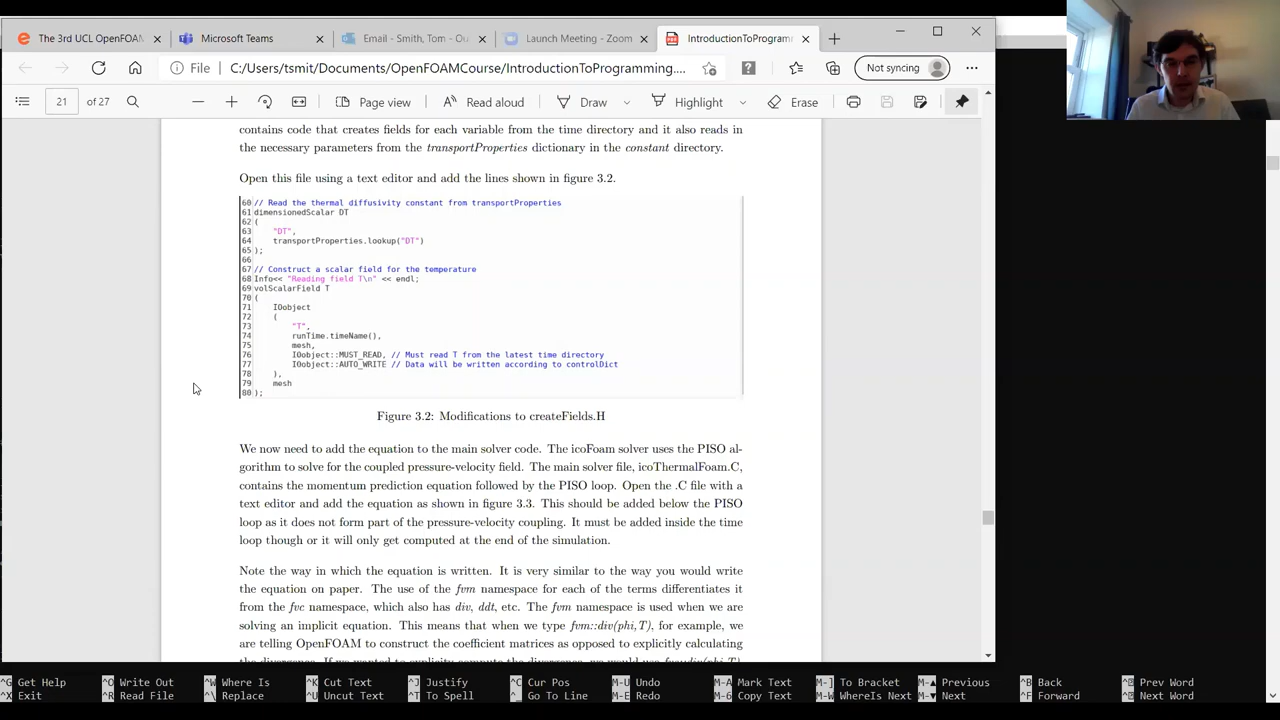 The 3rd UCL OpenFOA
Microsoft Teams
Email - Smith, Tom - Ou
Launch Meeting - Zoom
IntroductionToProgram
File
C:/Users/tsmit/Documents/OpenFOAMCourse/IntroductionToProgramming....
Not syncing
21 of 27
Page view
Read aloud
Draw
Highlight
Erase
contains code that creates fields for each variable from the time directory and it also reads in
the necessary parameters from the transportProperties dictionary in the constant directory.
Open this file using a text editor and add the lines shown in figure 3.2.
60 // Read the thermal diffusivity constant from transportProperties
61 dimensionedScalar DT
62 (
63 "DT",
64 transportProperties.lookup("DT")
65 );
66
67 // Construct a scalar field for the temperature
68 Info<< "Reading field T\n" << endl;
69 volScalarField T
70 (
71 IOobject
72 (
73 "T",
74 runTime.timeName(),
75 mesh,
76 IOobject::MUST_READ, // Must read T from the latest time directory
77 IOobject::AUTO_WRITE // Data will be written according to controlDict
78 ),
79 mesh
80 );
Figure 3.2: Modifications to createFields.H
We now need to add the equation to the main solver code. The icoFoam solver uses the PISO al-
gorithm to solve for the coupled pressure-velocity field. The main solver file, icoThermalFoam.C,
contains the momentum prediction equation followed by the PISO loop. Open the .C file with a
text editor and add the equation as shown in figure 3.3. This should be added below the PISO
loop as it does not form part of the pressure-velocity coupling. It must be added inside the time
loop though or it will only get computed at the end of the simulation.
Note the way in which the equation is written. It is very similar to the way you would write
the equation on paper. The use of the fvm namespace for each of the terms differentiates it
from the fvc namespace, which also has div, ddt, etc. The fvm namespace is used when we are
solving an implicit equation. This means that when we type fvm::div(phi,T), for example, we
are telling OpenFOAM to construct the coefficient matrices as opposed to explicitly calculating
the divergence. If we wanted to explicity compute the divergence, we would use fvc::div(phi,T)
^G Get Help ^O Write Out ^W Where Is ^K Cut Text ^J Justify ^C Cur Pos M-U Undo M-A Mark Text M-] To Bracket M-▲ Previous ^B Back Prev Word
^X Exit ^R Read File ^\ Replace ^U Uncut Text ^T To Spell ^_ Go To Line M-E Redo M-6 Copy Text M-W WhereIs Next M-▼ Next ^F Forward Next Word